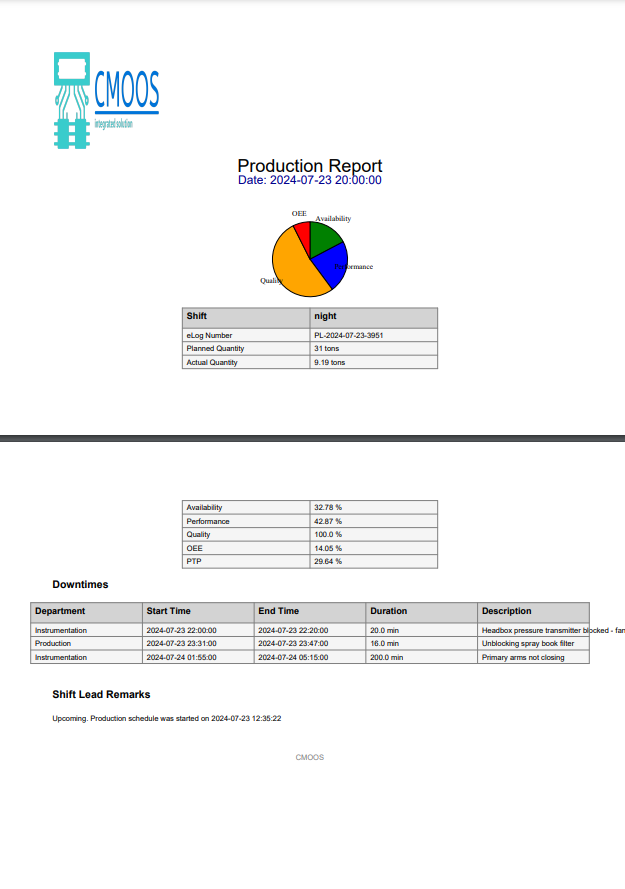 CMOOS
integrated solution
Production Report
Date: 2024-07-23 20:00:00
OEE
Availability
Performance
Quality
Shift night
eLog Number PL-2024-07-23-3951
Planned Quantity 31 tons
Actual Quantity 9.19 tons
Availability 32.78 %
Performance 42.87 %
Quality 100.0 %
OEE 14.05 %
PTP 29.64 %
Downtimes
Department Start Time End Time Duration Description
Instrumentation 2024-07-23 22:00:00 2024-07-23 22:20:00 20.0 min Headbox pressure transmitter blocked - fan
Production 2024-07-23 23:31:00 2024-07-23 23:47:00 16.0 min Unblocking spray book filter
Instrumentation 2024-07-24 01:55:00 2024-07-24 05:15:00 200.0 min Primary arms not closing
Shift Lead Remarks
Upcoming. Production schedule was started on 2024-07-23 12:35:22
CMOOS